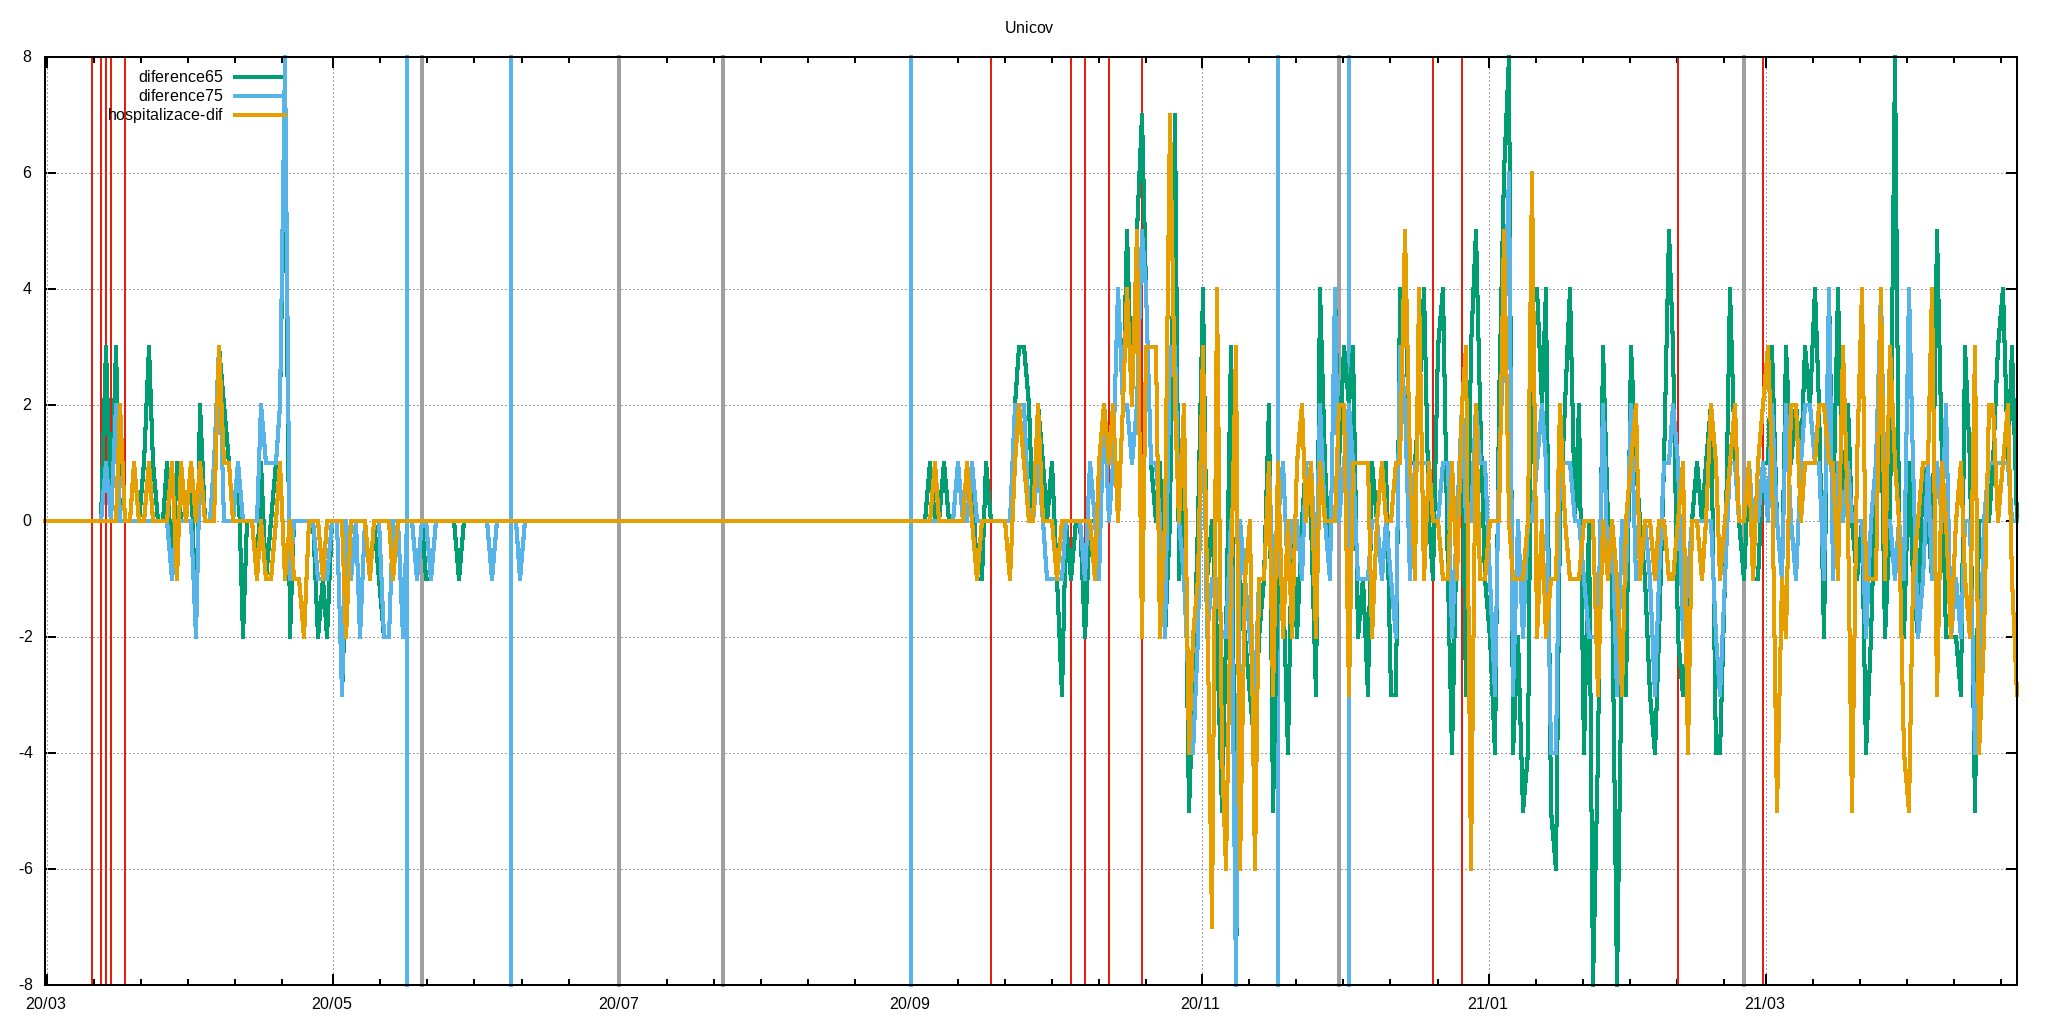 Unicov
8
diference65
diference75
hospitalizace-dif
6
4
2
0
-2
-4
-6
-8
20/03 20/05 20/07 20/09 20/11 21/01 21/03